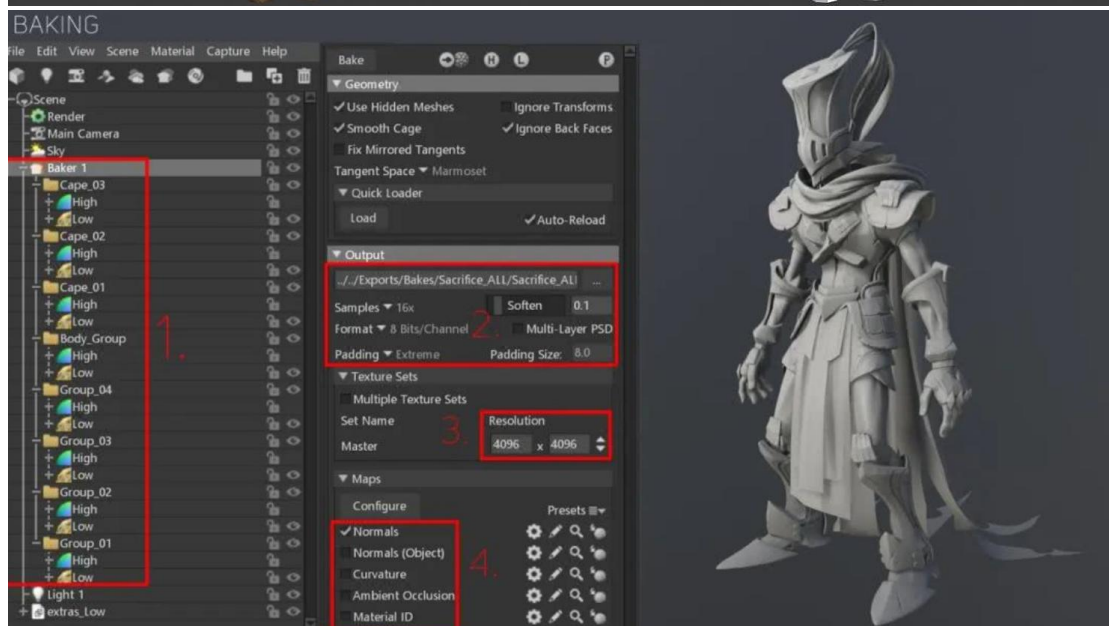 BAKING
File Edit View Scene Material Capture Help
Scene
Render
Main Camera
Sky
Baker 1
Cape_03
High
Low
Cape_02
High
Low
Cape_01
High
Low
Body_Group
High
Low
Group_04
High
Low
Group_03
High
Low
Group_02
High
Low
Group_01
High
Low
Light 1
extras_Low
1.
Bake H L P
Geometry
Use Hidden Meshes Ignore Transforms
Smooth Cage Ignore Back Faces
Fix Mirrored Tangents
Tangent Space Marmoset
Quick Loader
Load Auto-Reload
Output
../../Exports/Bakes/Sacrifice_ALL/Sacrifice_ALL ...
Samples 16x Soften 0.1
Format 8 Bits/Channel Multi-Layer PSD
Padding Extreme Padding Size: 8.0
2.
Texture Sets
Multiple Texture Sets
Set Name Resolution
Master 4096 x 4096
3.
Maps
Configure Presets
Normals
Normals (Object)
Curvature
Ambient Occlusion
Material ID
4.